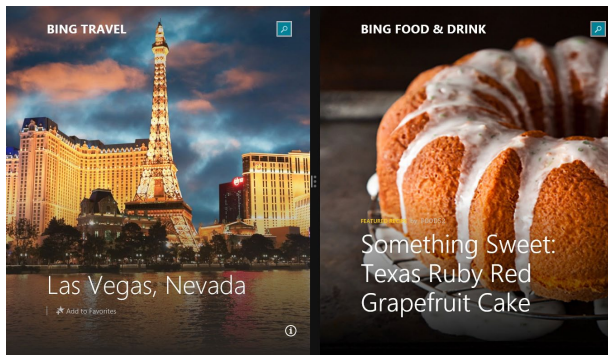 BING TRAVEL
Las Vegas, Nevada
Add to Favorites
BING FOOD & DRINK
Something Sweet:
Texas Ruby Red
Grapefruit Cake